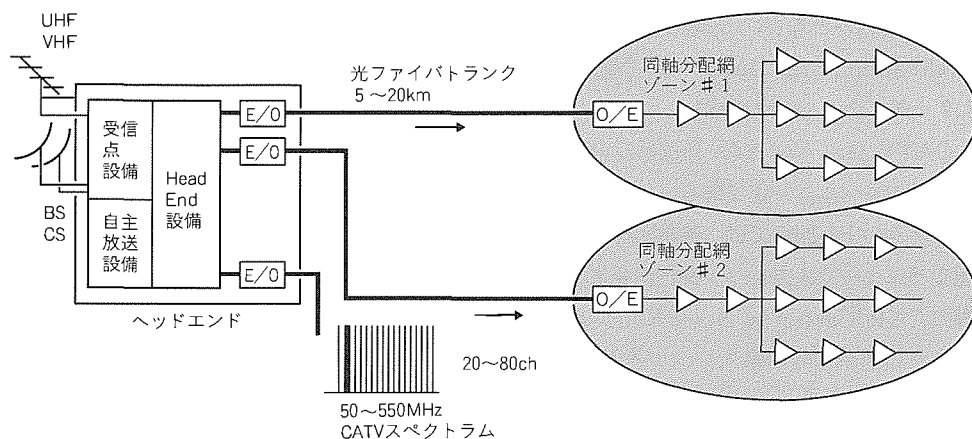 UHF
VHF
光ファイバトランク
5～20km
同軸分配網
ゾーン＃1
E/O
O/E
受信
点
設備
Head
End
設備
E/O
BS
CS
自主
放送
設備
同軸分配網
ゾーン＃2
E/O
O/E
ヘッドエンド
20～80ch
50～550MHz
CATVスペクトラム